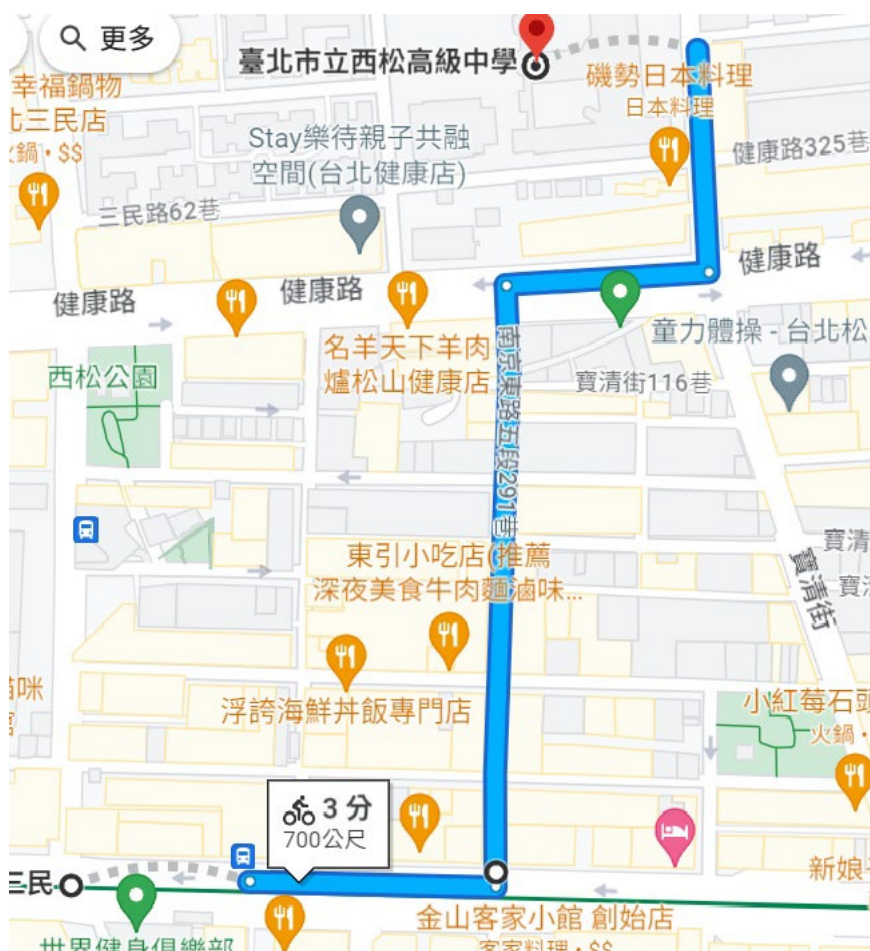 更多
臺北市立西松高級中學
幸福鍋物
北三民店
火鍋・$$
磯勢日本料理
日本料理
Stay樂待親子共融
空間(台北健康店)
健康路325巷
三民路62巷
健康路
健康路
健康路
名羊天下羊肉
爐松山健康店
童力體操 - 台北松
西松公園
寶清街116巷
南京東路五段291巷
東引小吃店(推薦
深夜美食牛肉麵滷味...
寶清
寶清街
浮誇海鮮丼飯專門店
貓咪
小紅莓石頭
火鍋・
3 分
700公尺
三民
新娘
金山客家小館 創始店
客家料理・$$
世界健身俱樂部